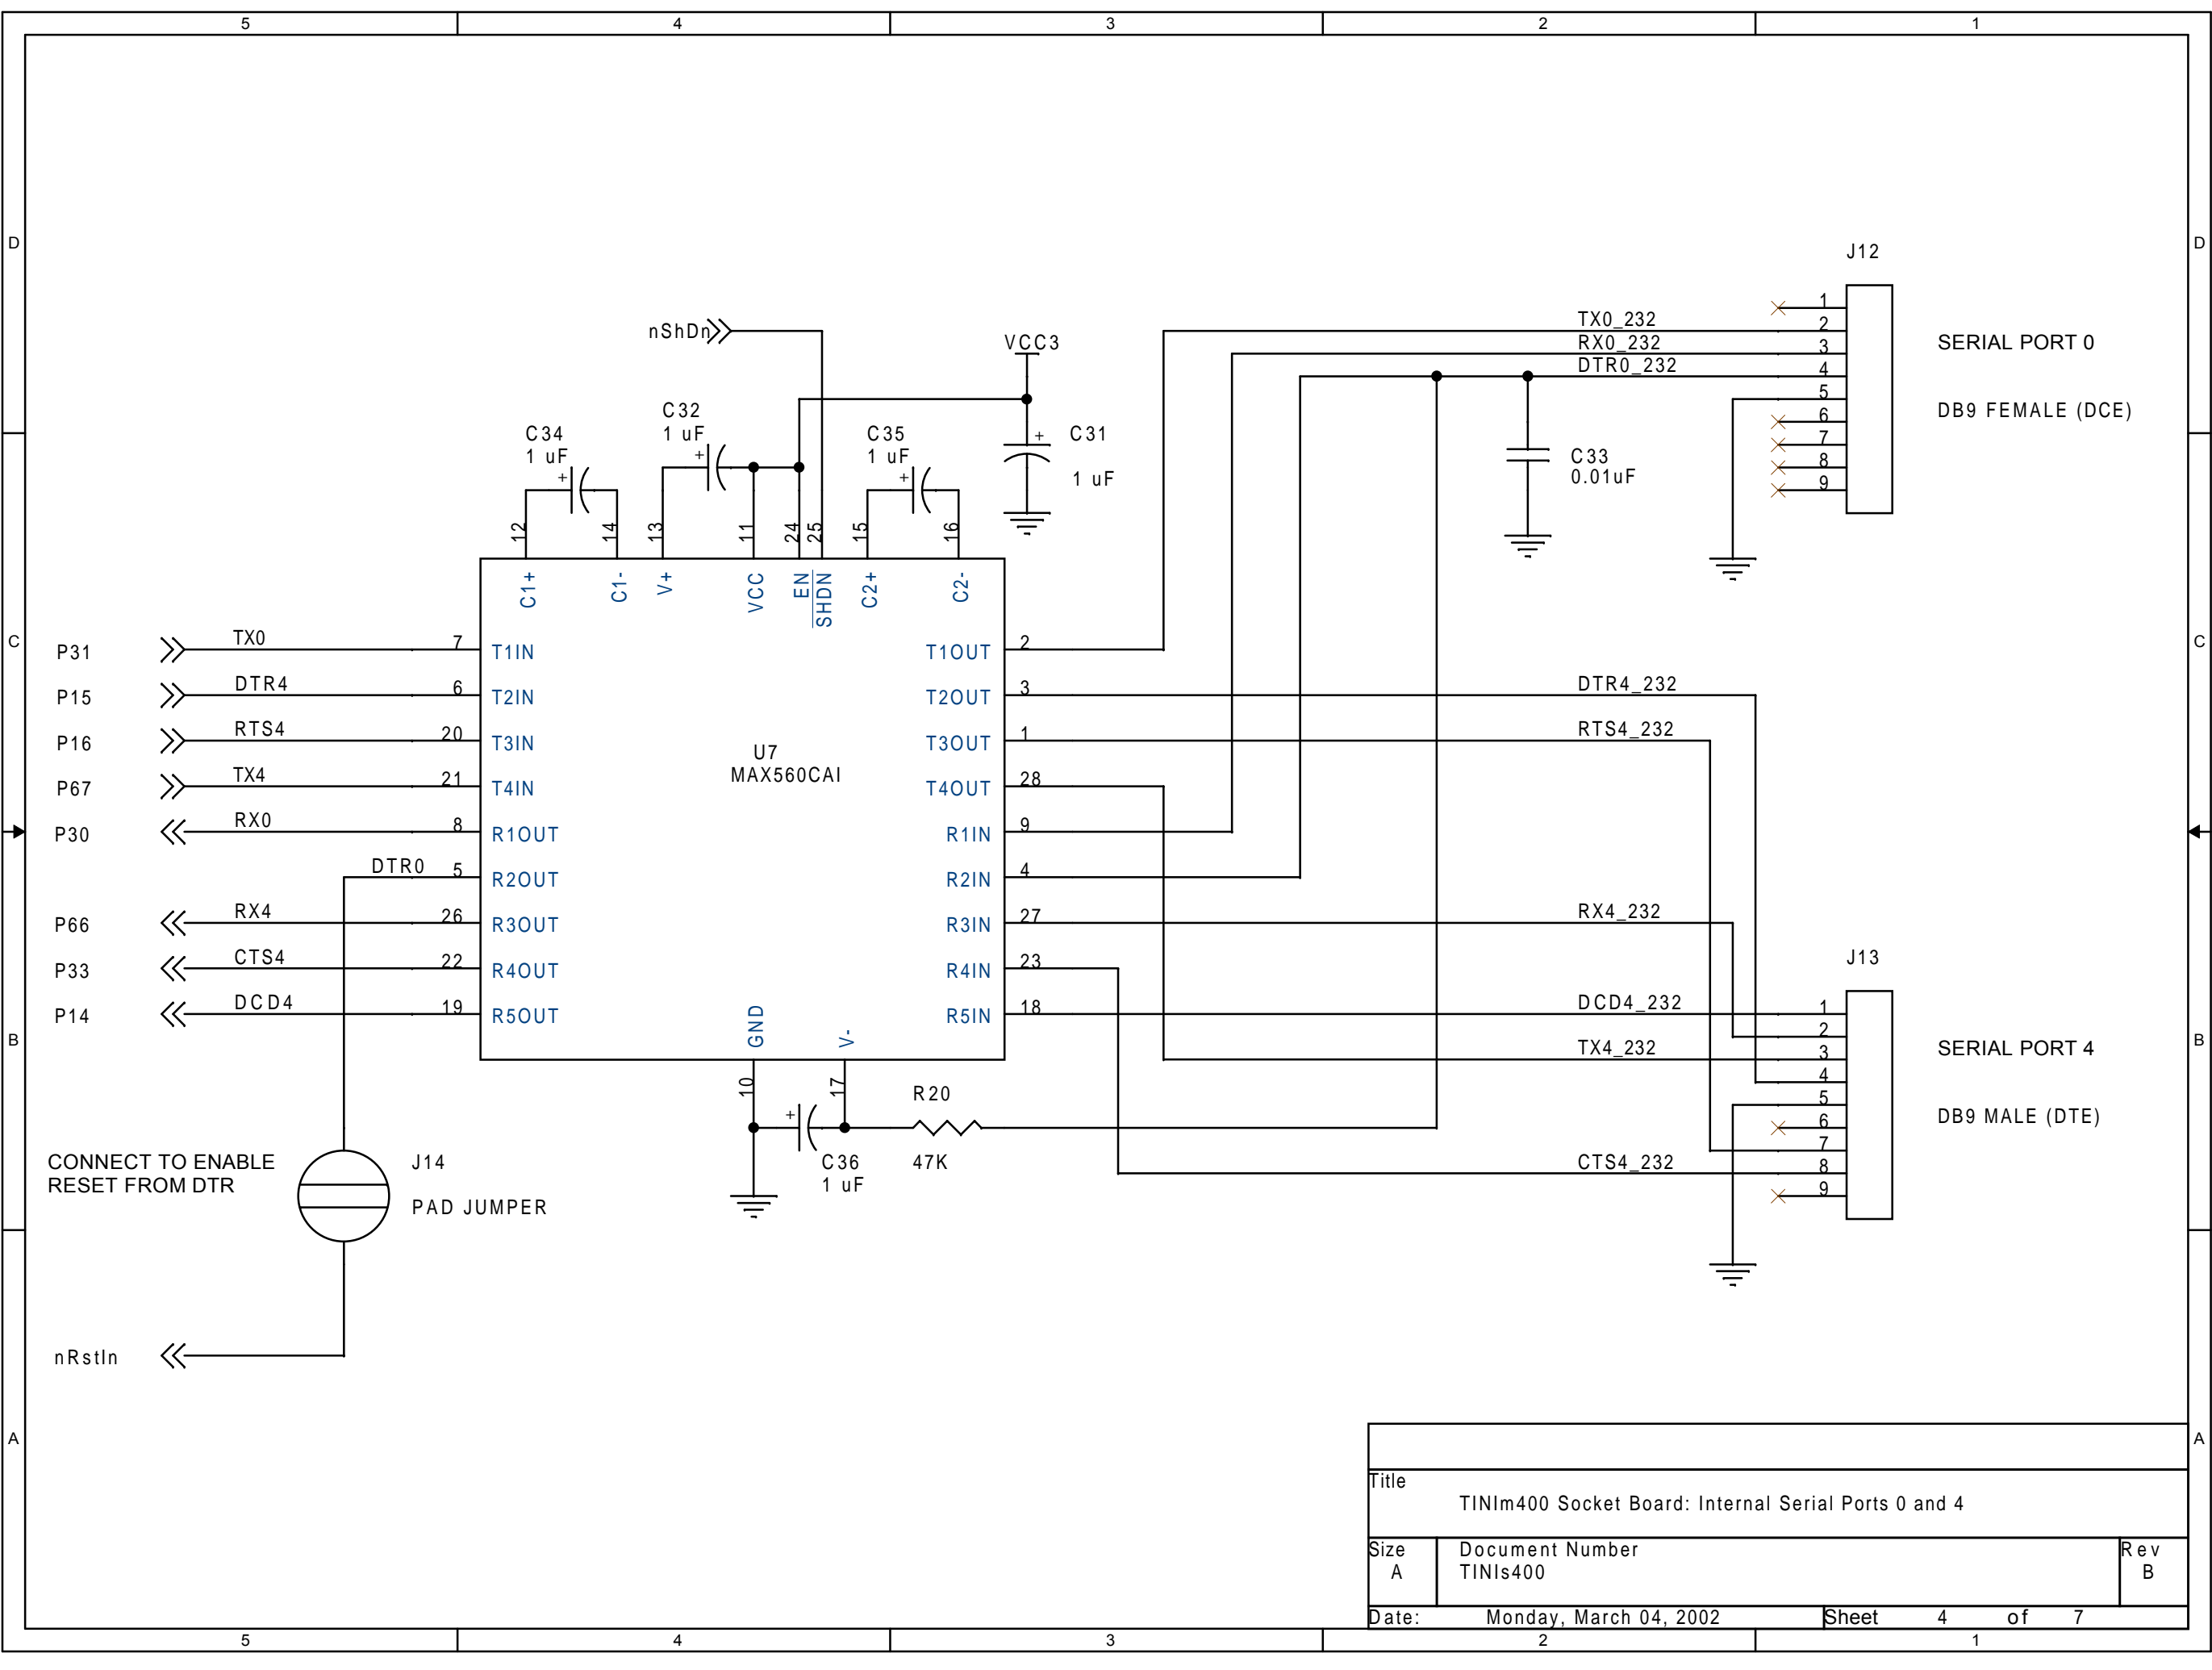 5 4 3 2 1
D D
J12
nShDn
VCC3
TX0_232
RX0_232
DTR0_232
1
2
3
4
5
6
7
8
9
SERIAL PORT 0
DB9 FEMALE (DCE)
C34
1 uF
+
C32
1 uF
+
C35
1 uF
+
C31
1 uF
+
C33
0.01uF
12 14 13 11 24 25 15 16
C1+ C1- V+ VCC EN SHDN C2+ C2-
C C
P31 TX0 7 T1IN T1OUT 2
P15 DTR4 6 T2IN T2OUT 3 DTR4_232
P16 RTS4 20 T3IN T3OUT 1 RTS4_232
U7
MAX560CAI
P67 TX4 21 T4IN T4OUT 28
P30 RX0 8 R1OUT R1IN 9
DTR0 5 R2OUT R2IN 4
P66 RX4 26 R3OUT R3IN 27 RX4_232
P33 CTS4 22 R4OUT R4IN 23
P14 DCD4 19 R5OUT R5IN 18 DCD4_232
GND V-
10 17
B B
TX4_232
CTS4_232
J13
1
2
3
4
5
6
7
8
9
SERIAL PORT 4
DB9 MALE (DTE)
R20
47K
+
C36
1 uF
CONNECT TO ENABLE
RESET FROM DTR
J14
PAD JUMPER
nRstIn
A A
Title
TINIm400 Socket Board: Internal Serial Ports 0 and 4
Size
A
Document Number
TINIs400
Rev
B
Date: Monday, March 04, 2002 Sheet 4 of 7
5 4 3 2 1